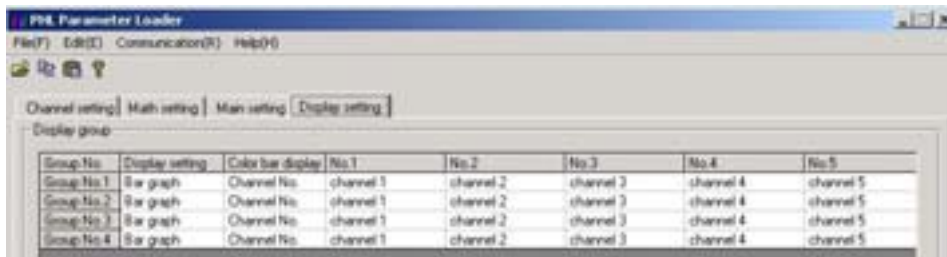 PHL Parameter Loader
File(F) Edit(E) Communication(R) Help(H)
Channel setting Math setting Main setting Display setting
Display group
Group No. Display setting Color bar display No.1 No.2 No.3 No.4 No.5
Group No.1 Bar graph Channel No. channel 1 channel 2 channel 3 channel 4 channel 5
Group No.2 Bar graph Channel No. channel 1 channel 2 channel 3 channel 4 channel 5
Group No.3 Bar graph Channel No. channel 1 channel 2 channel 3 channel 4 channel 5
Group No.4 Bar graph Channel No. channel 1 channel 2 channel 3 channel 4 channel 5